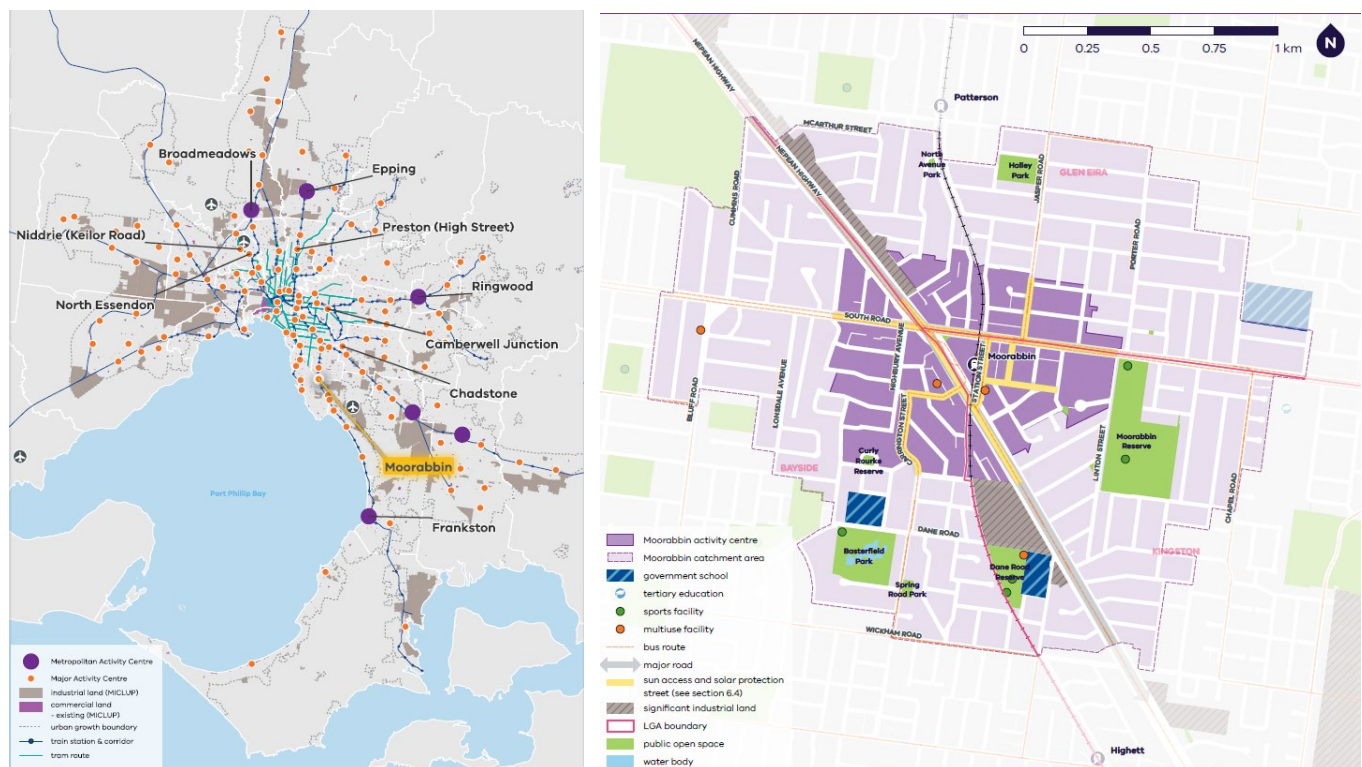 Broadmeadows
Epping
Niddrie (Keilor Road)
Preston (High Street)
North Essendon
Ringwood
Camberwell Junction
Chadstone
Moorabbin
Port Phillip Bay
Frankston
Metropolitan Activity Centre
Major Activity Centre
industrial land (MICLUP)
commercial land
- existing (MICLUP)
urban growth boundary
train station & corridor
tram route
0 0.25 0.5 0.75 1 km
N
NEPEAN HIGHWAY
Patterson
MCARTHUR STREET
NEPEAN HIGHWAY
North
Avenue
Park
Halley
Park
JASPER ROAD
GLEN EIRA
CUMMINS ROAD
PORTER ROAD
SOUTH ROAD
HIGHBURY AVENUE
Moorabbin
STATION STREET
BLUFF ROAD
LONSDALE AVENUE
CARRINGTON STREET
LINTON STREET
Moorabbin
Reserve
Curly
Rourke
Reserve
BAYSIDE
CHAPEL ROAD
DANE ROAD
KINGSTON
Basterfield
Park
Dane Road
Reserve
Spring
Road Park
WICKHAM ROAD
Highett
Moorabbin activity centre
Moorabbin catchment area
government school
tertiary education
sports facility
multiuse facility
bus route
major road
sun access and solar protection
street (see section 6.4)
significant industrial land
LGA boundary
public open space
water body